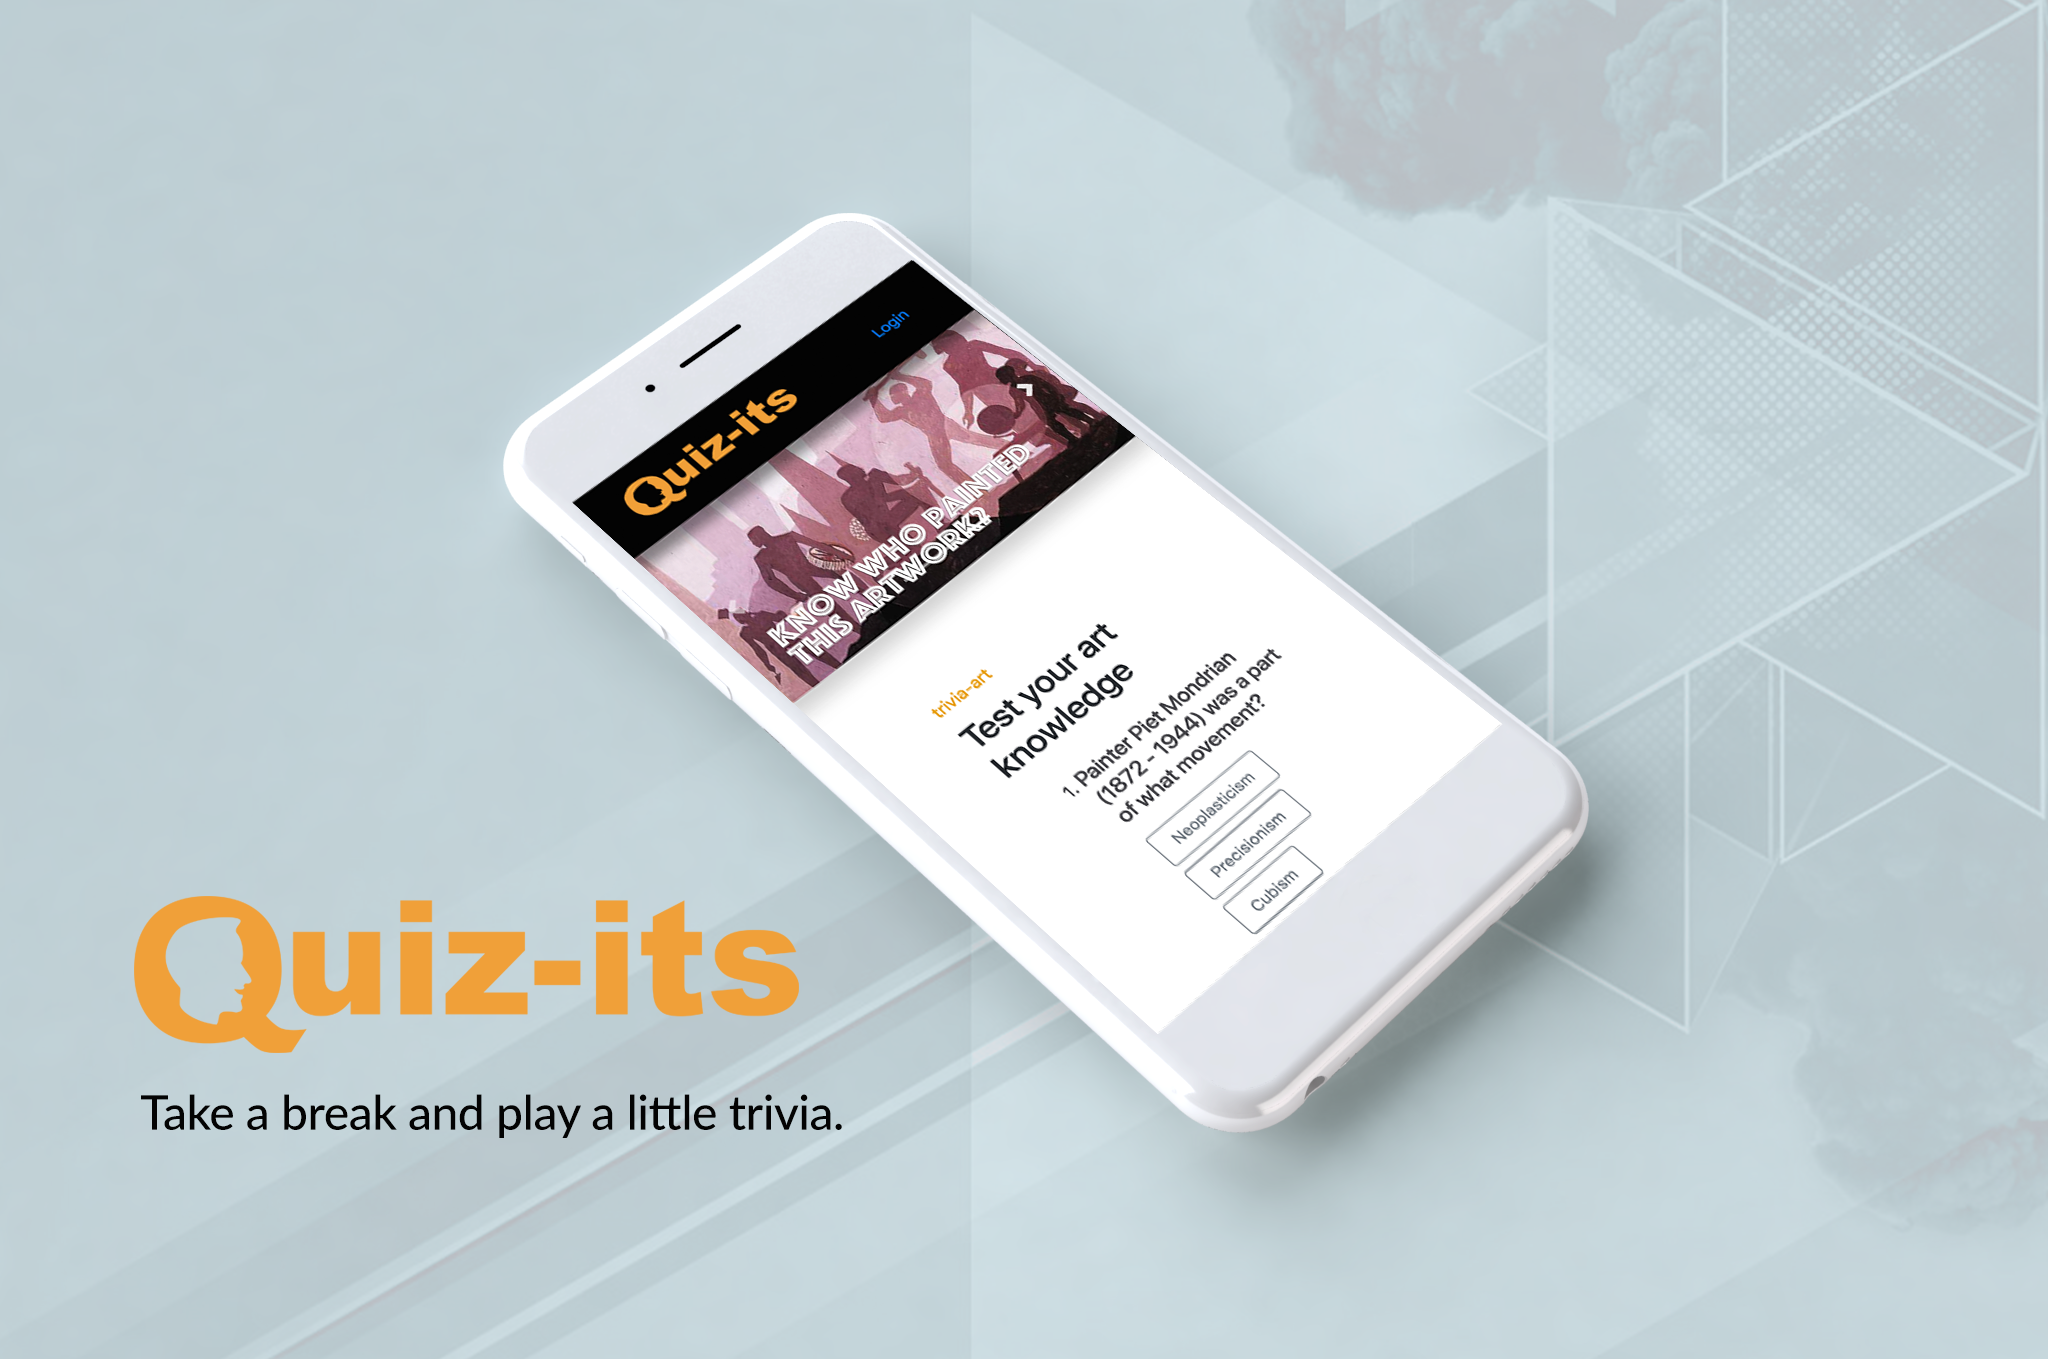 Login
Quiz-its
KNOW WHO PAINTED
THIS ARTWORK?
trivia-art
Test your art
knowledge
1. Painter Piet Mondrian
(1872 - 1944) was a part
of what movement?
Neoplasticism
Precisionism
Cubism
Quiz-its
Take a break and play a little trivia.